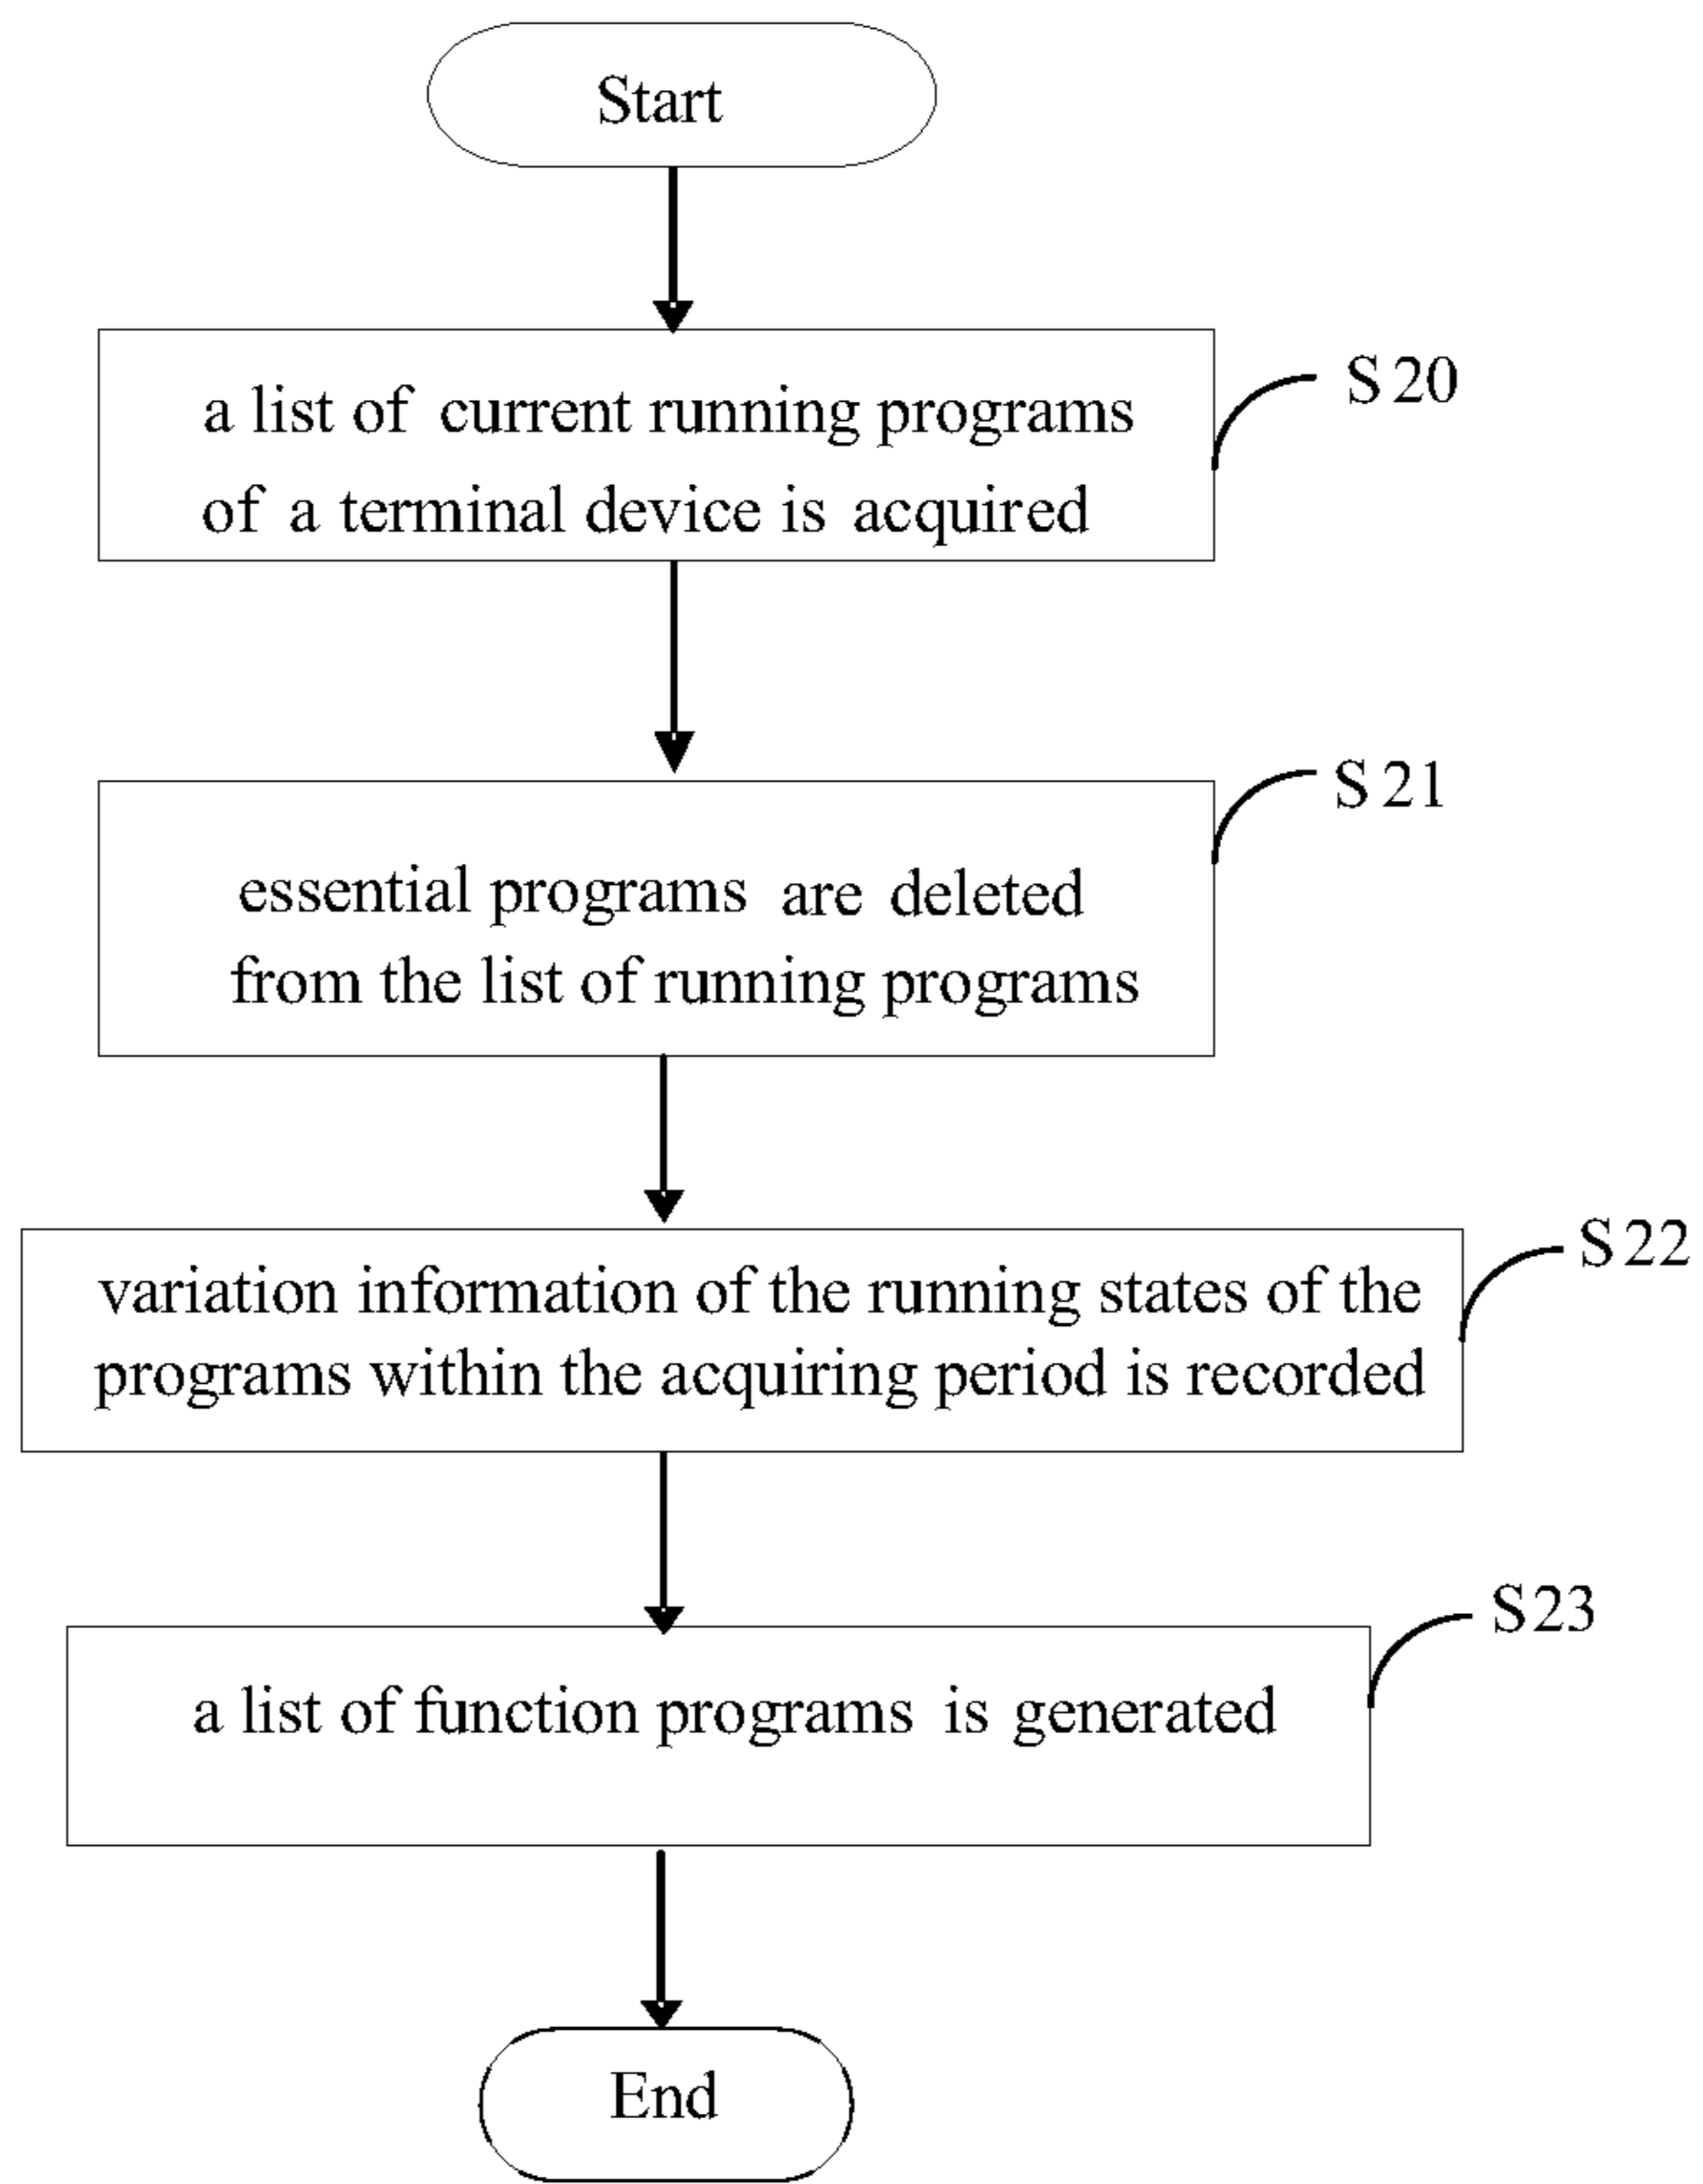 Start
a list of current running programs
of a terminal device is acquired
S20
essential programs are deleted
from the list of running programs
S21
variation information of the running states of the
programs within the acquiring period is recorded
S22
a list of function programs is generated
S23
End